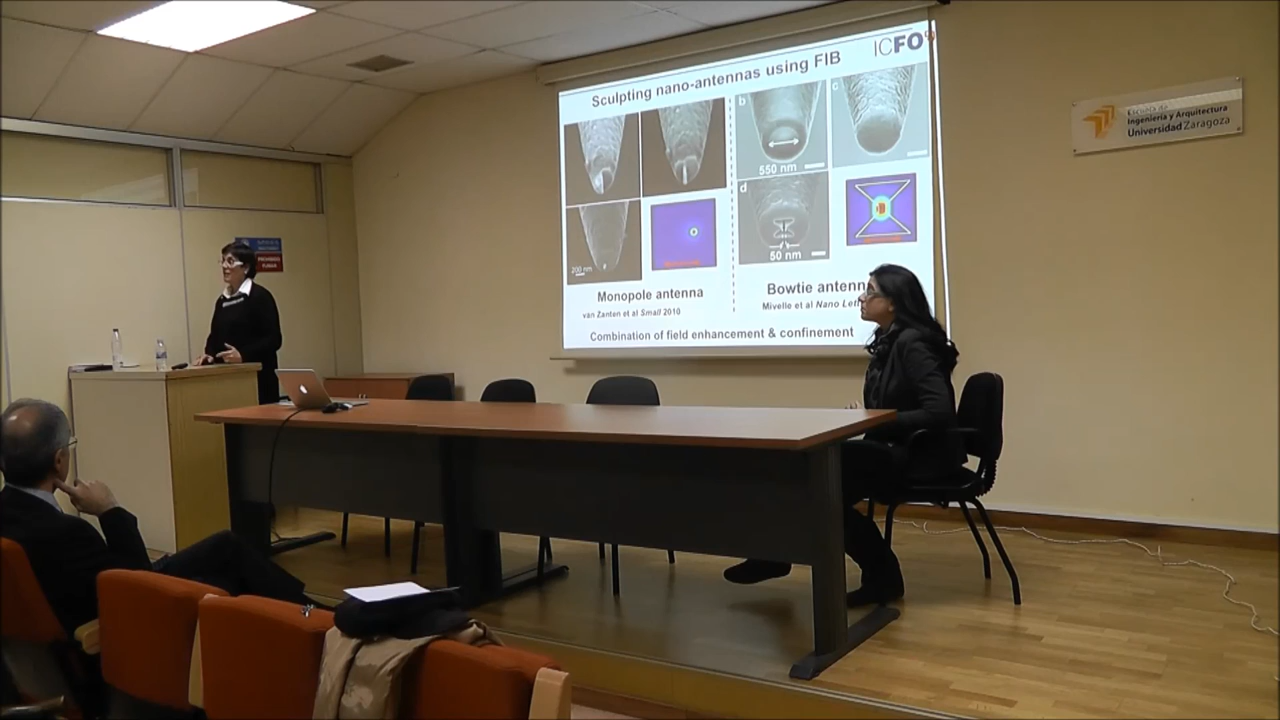 ICFO
Sculpting nano-antennas using FIB
b
c
550 nm
d
200 nm
50 nm
Monopole antenna
van Zanten et al Small 2010
Bowtie antenn
Mivelle et al Nano Lett
Combination of field enhancement & confinement
Escuela de
Ingeniería y Arquitectura
Universidad Zaragoza